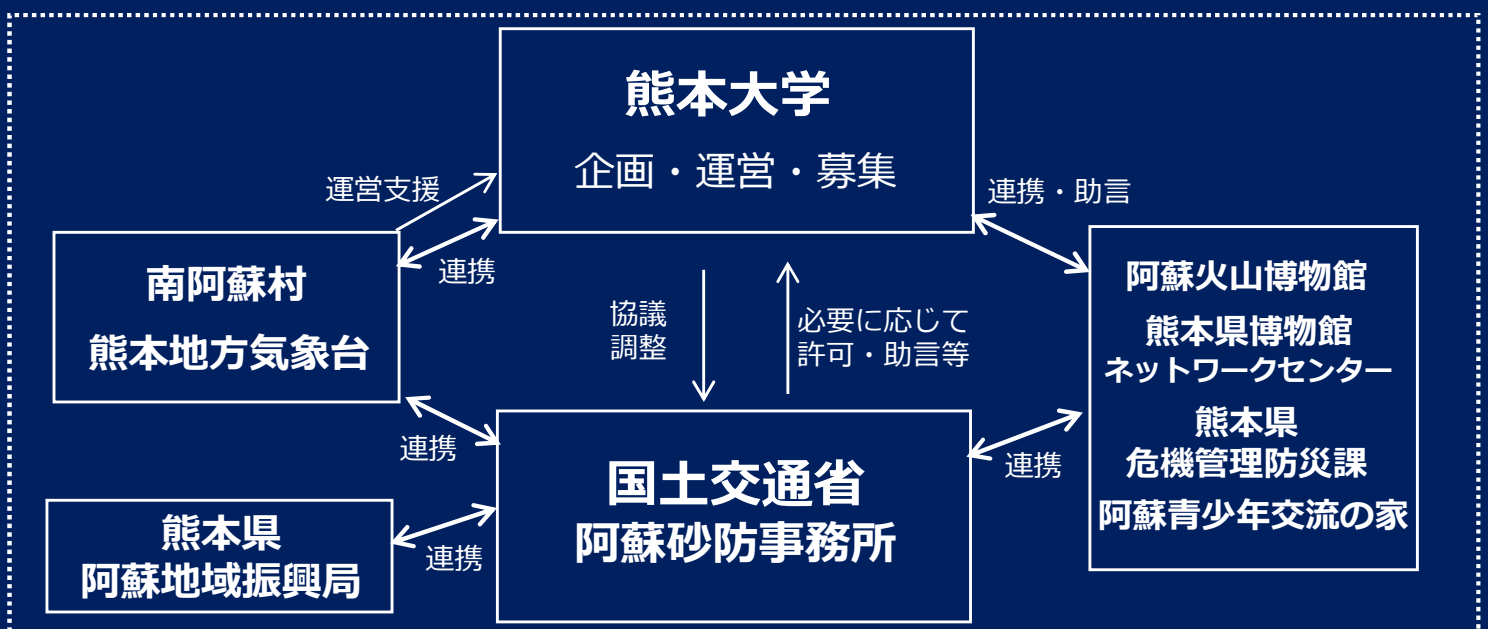 熊本大学
企画・運営・募集
運営支援
連携・助言
連携
南阿蘇村
熊本地方気象台
協議
調整
必要に応じて
許可・助言等
阿蘇火山博物館
熊本県博物館
ネットワークセンター
熊本県
危機管理防災課
阿蘇青少年交流の家
連携
連携
国土交通省
阿蘇砂防事務所
熊本県
阿蘇地域振興局
連携